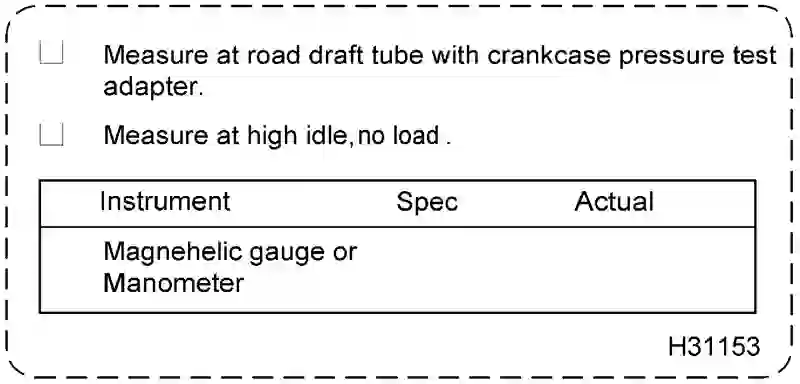 Measure at road draft tube with crankcase pressure test
adapter.
Measure at high idle, no load .
Instrument Spec Actual
Magnehelic gauge or
Manometer
H31153